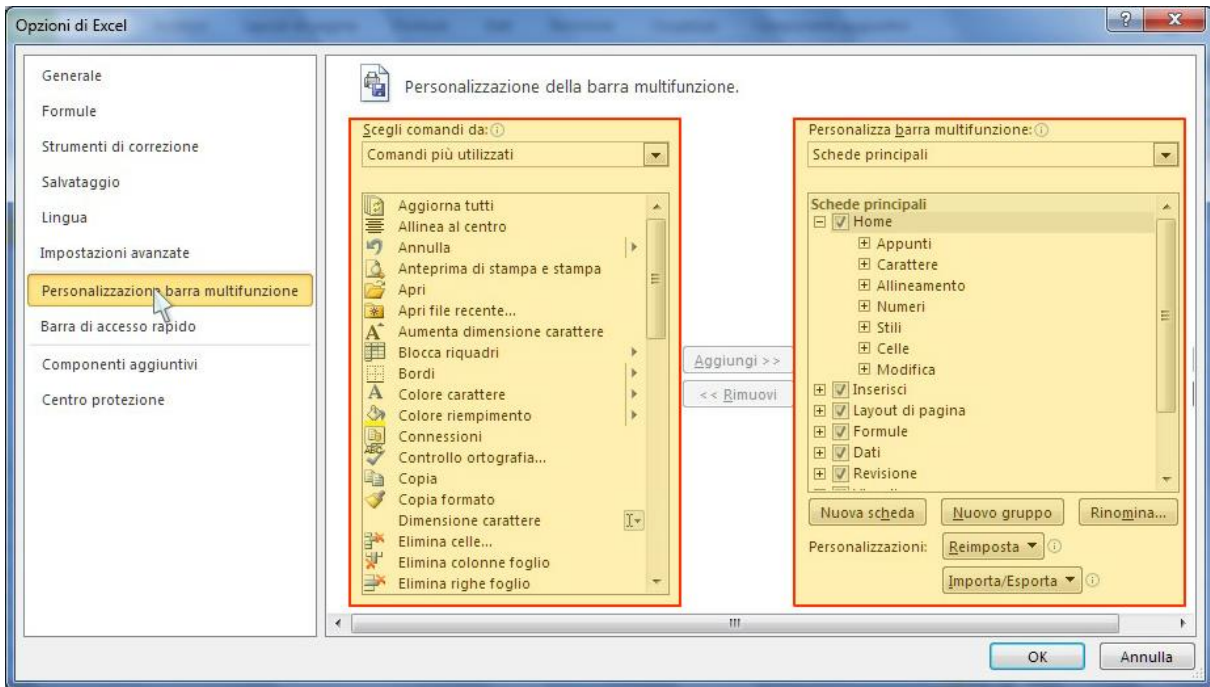 Opzioni di Excel
Generale
Formule
Strumenti di correzione
Salvataggio
Lingua
Impostazioni avanzate
Personalizzazione barra multifunzione
Barra di accesso rapido
Componenti aggiuntivi
Centro protezione
Personalizzazione della barra multifunzione.
Scegli comandi da:
Comandi più utilizzati
Aggiorna tutti
Allinea al centro
Annulla
Anteprima di stampa e stampa
Apri
Apri file recente...
Aumenta dimensione carattere
Blocca riquadri
Bordi
Colore carattere
Colore riempimento
Connessioni
Controllo ortografia...
Copia
Copia formato
Dimensione carattere
Elimina celle...
Elimina colonne foglio
Elimina righe foglio
Aggiungi >>
<< Rimuovi
Personalizza barra multifunzione:
Schede principali
Schede principali
Home
Appunti
Carattere
Allineamento
Numeri
Stili
Celle
Modifica
Inserisci
Layout di pagina
Formule
Dati
Revisione
Nuova scheda
Nuovo gruppo
Rinomina...
Personalizzazioni:
Reimposta
Importa/Esporta
OK
Annulla